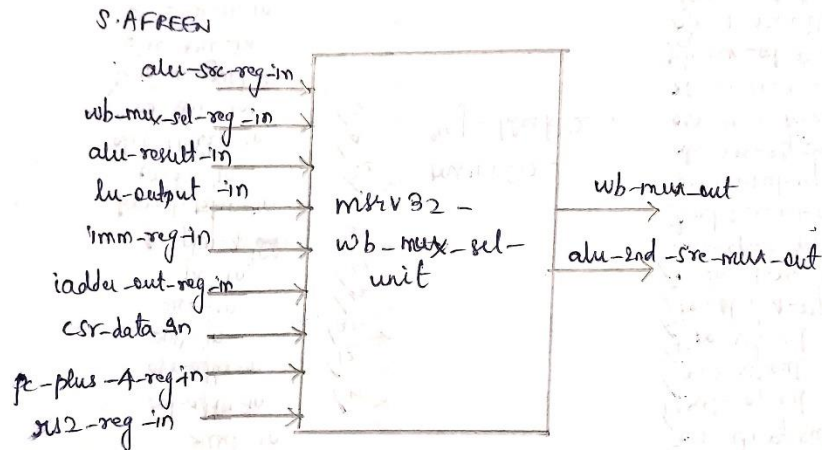 S.AFREEN
alu-src-reg-in
wb-mux-sel-reg-in
alu-result-in
lu-output -in
imm-reg-in
iadder-out-reg-in
csr-data in
pc-plus-4-reg-in
rs2-reg-in
msrv32 -
wb-mux-sel-
unit
wb-mux-out
alu-2nd-src-mux-out